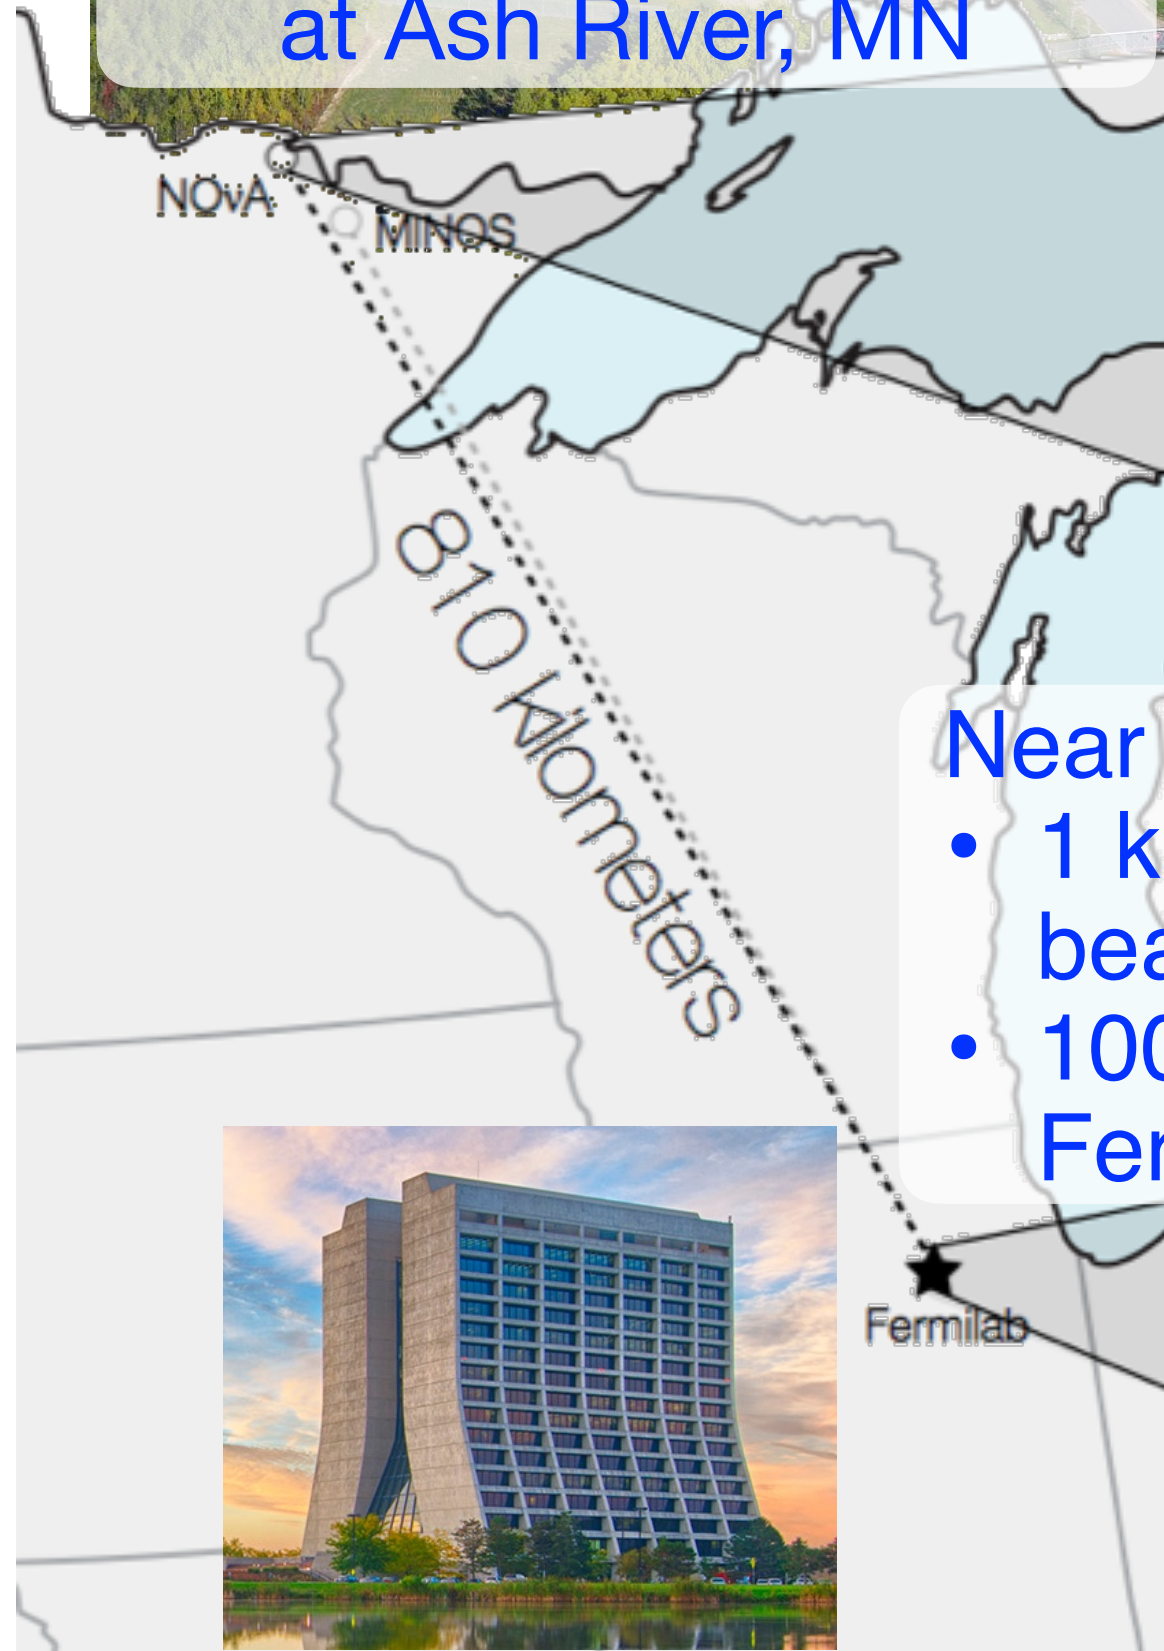 at Ash River, MN
NOvA
MINOS
810 kilometers
Near
• 1 k
bea
• 100
Fer
Fermilab